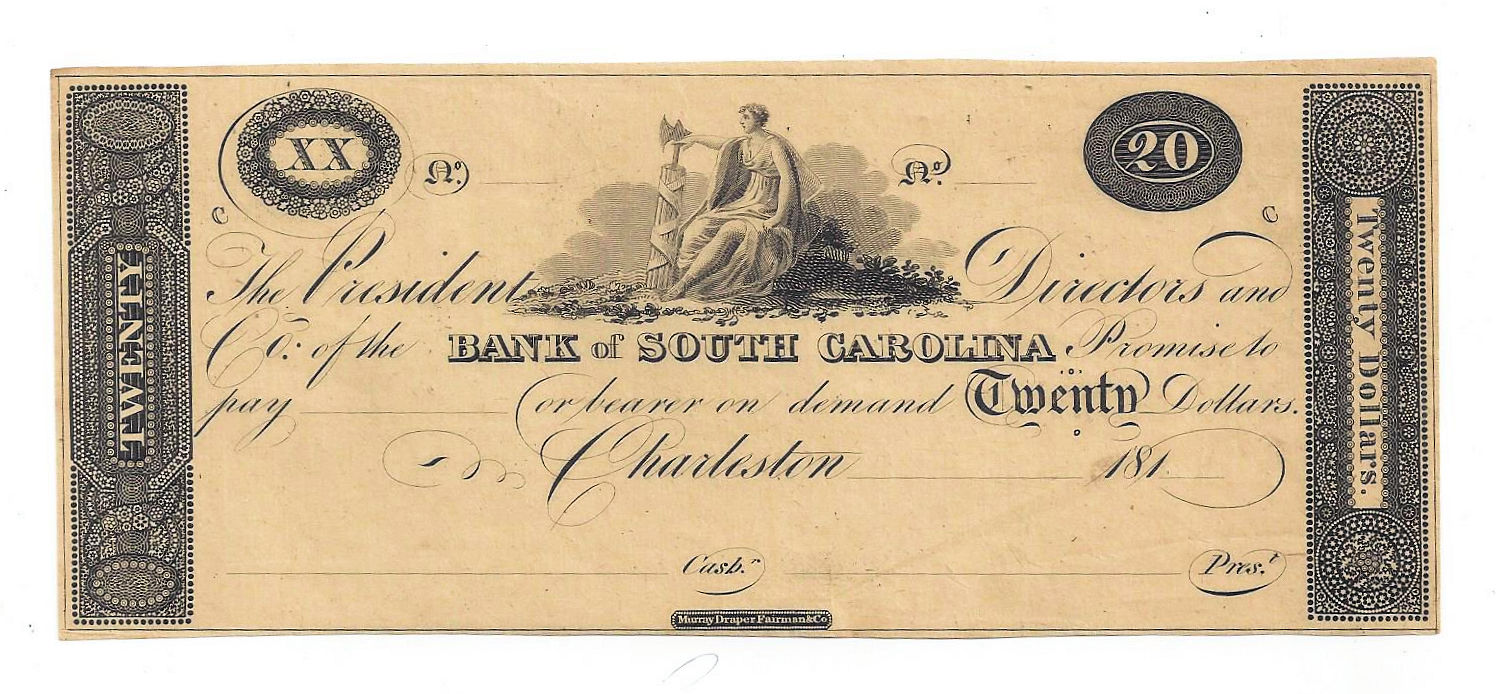 XX Nº. Nº. 20
C C
The President Directors and
Cº. of the BANK of SOUTH CAROLINA Promise to
pay or bearer on demand Twenty Dollars.
Charleston 181
Cash.ʳ Pres.ᵗ
Murray Draper Fairman & Co
TWENTY
Twenty Dollars.